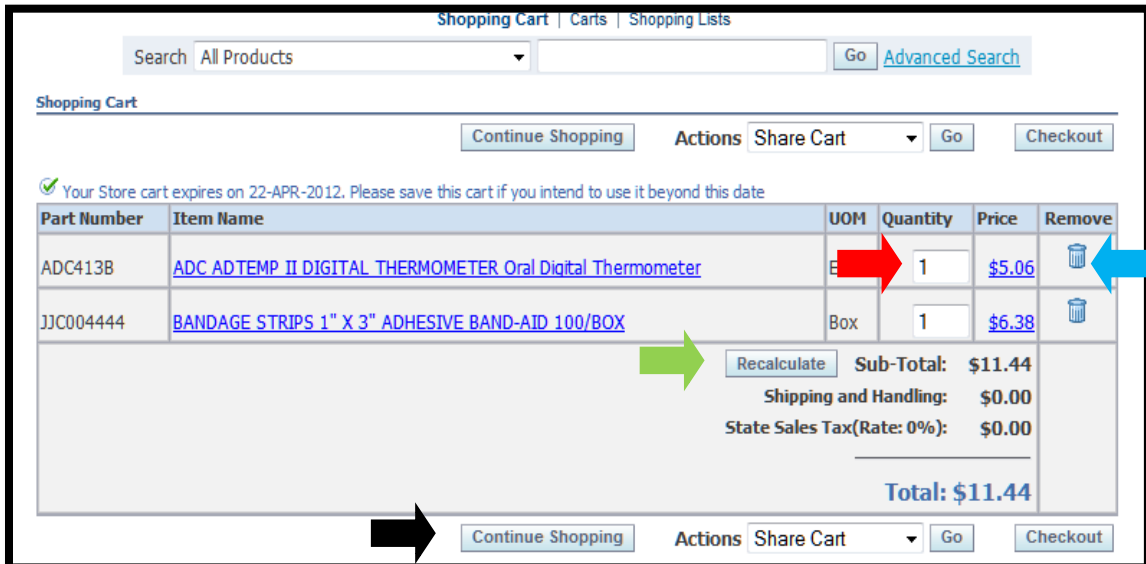 Shopping Cart | Carts | Shopping Lists
Search All Products Go Advanced Search
Shopping Cart
Continue Shopping Actions Share Cart Go Checkout
Your Store cart expires on 22-APR-2012. Please save this cart if you intend to use it beyond this date
Part Number Item Name UOM Quantity Price Remove
ADC413B ADC ADTEMP II DIGITAL THERMOMETER Oral Digital Thermometer 1 $5.06
JJC004444 BANDAGE STRIPS 1" X 3" ADHESIVE BAND-AID 100/BOX Box 1 $6.38
Recalculate Sub-Total: $11.44
Shipping and Handling: $0.00
State Sales Tax(Rate: 0%): $0.00
Total: $11.44
Continue Shopping Actions Share Cart Go Checkout